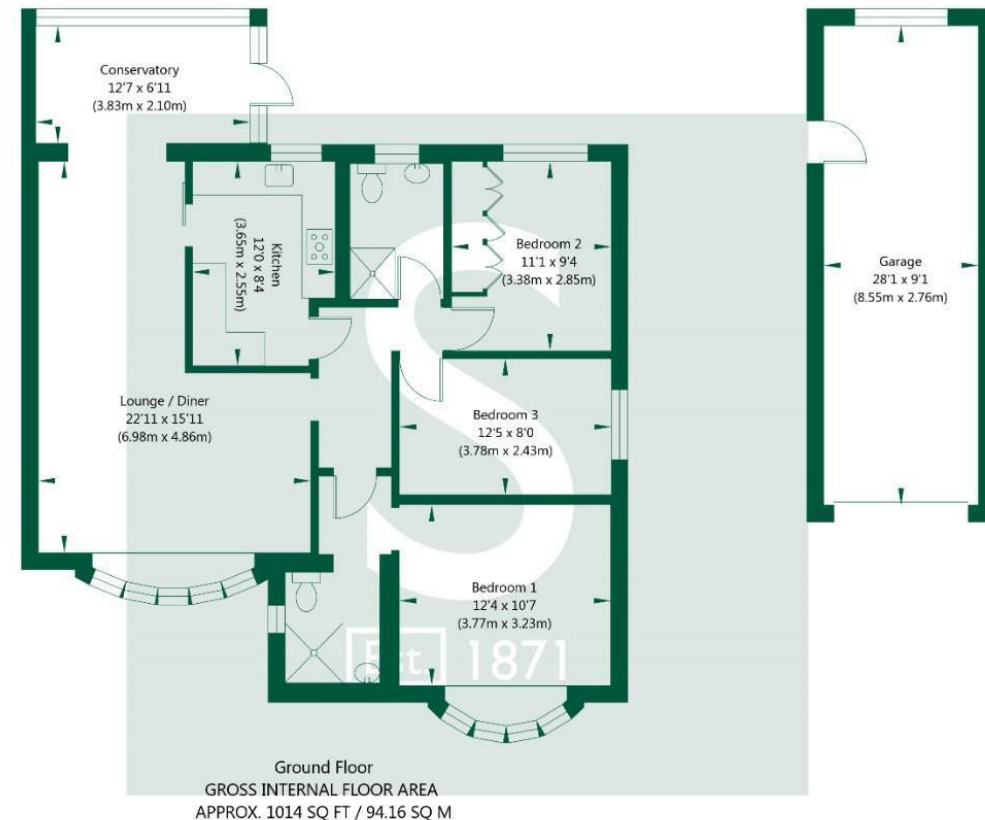 Conservatory
12'7 x 6'11
(3.83m x 2.10m)
Kitchen
12'0 x 8'4
(3.65m x 2.55m)
Bedroom 2
11'1 x 9'4
(3.38m x 2.85m)
Garage
28'1 x 9'1
(8.55m x 2.76m)
Lounge / Diner
22'11 x 15'11
(6.98m x 4.86m)
Bedroom 3
12'5 x 8'0
(3.78m x 2.43m)
Bedroom 1
12'4 x 10'7
(3.77m x 3.23m)
S
Est. 1871
Ground Floor
GROSS INTERNAL FLOOR AREA
APPROX. 1014 SQ FT / 94.16 SQ M